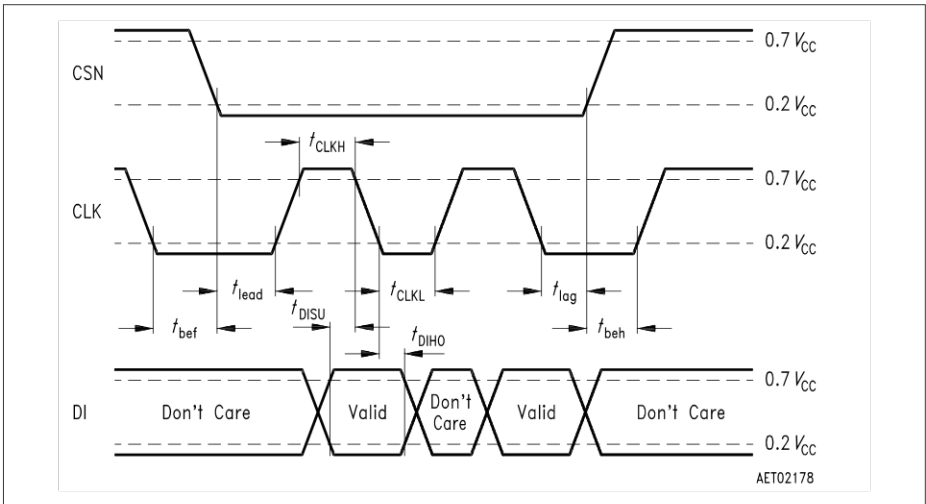 0.7 VCC
CSN
0.2 VCC
tCLKH
0.7 VCC
CLK
0.2 VCC
tlead
tCLKL
tlag
tDISU
tbef
tbeh
tDIHO
0.7 VCC
DI
Don't Care
Valid
Don't
Care
Valid
Don't Care
0.2 VCC
AET02178